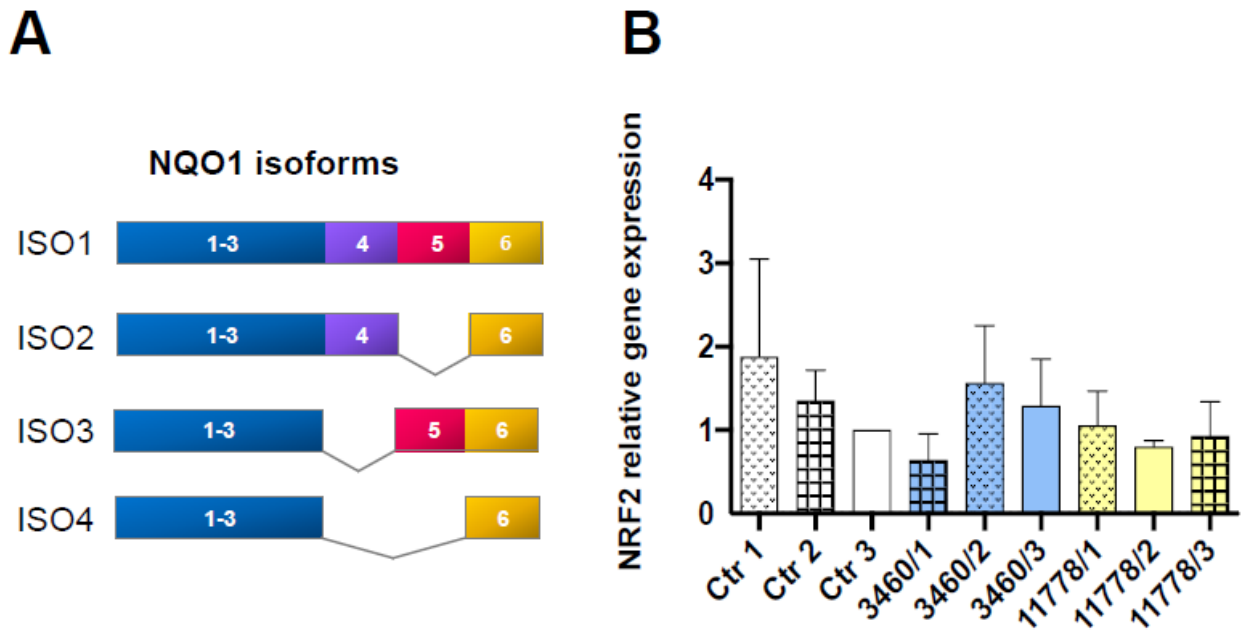 A
B
NQO1 isoforms
ISO1 1-3 4 5 6
ISO2 1-3 4 6
ISO3 1-3 5 6
ISO4 1-3 6
NRF2 relative gene expression
4
3
2
1
0
Ctr 1
Ctr 2
Ctr 3
3460/1
3460/2
3460/3
11778/1
11778/2
11778/3